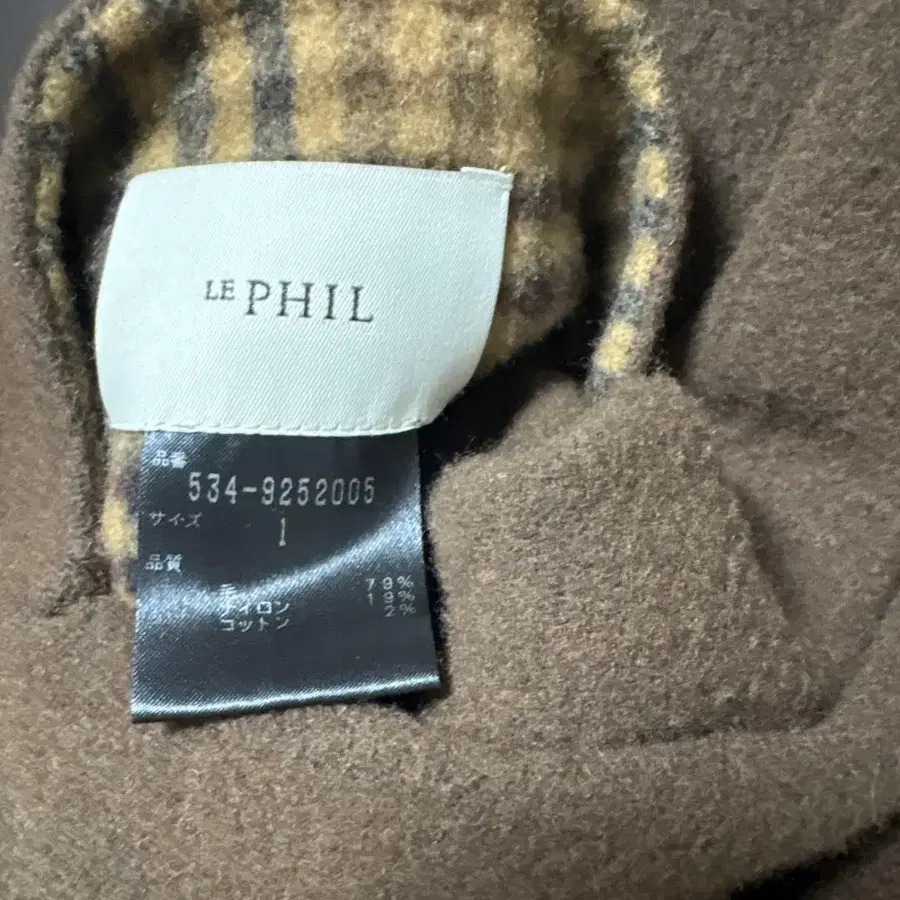 LE PHIL
品番
534-9252005
サイズ
1
品質
毛 79%
ナイロン 19%
コットン 2%